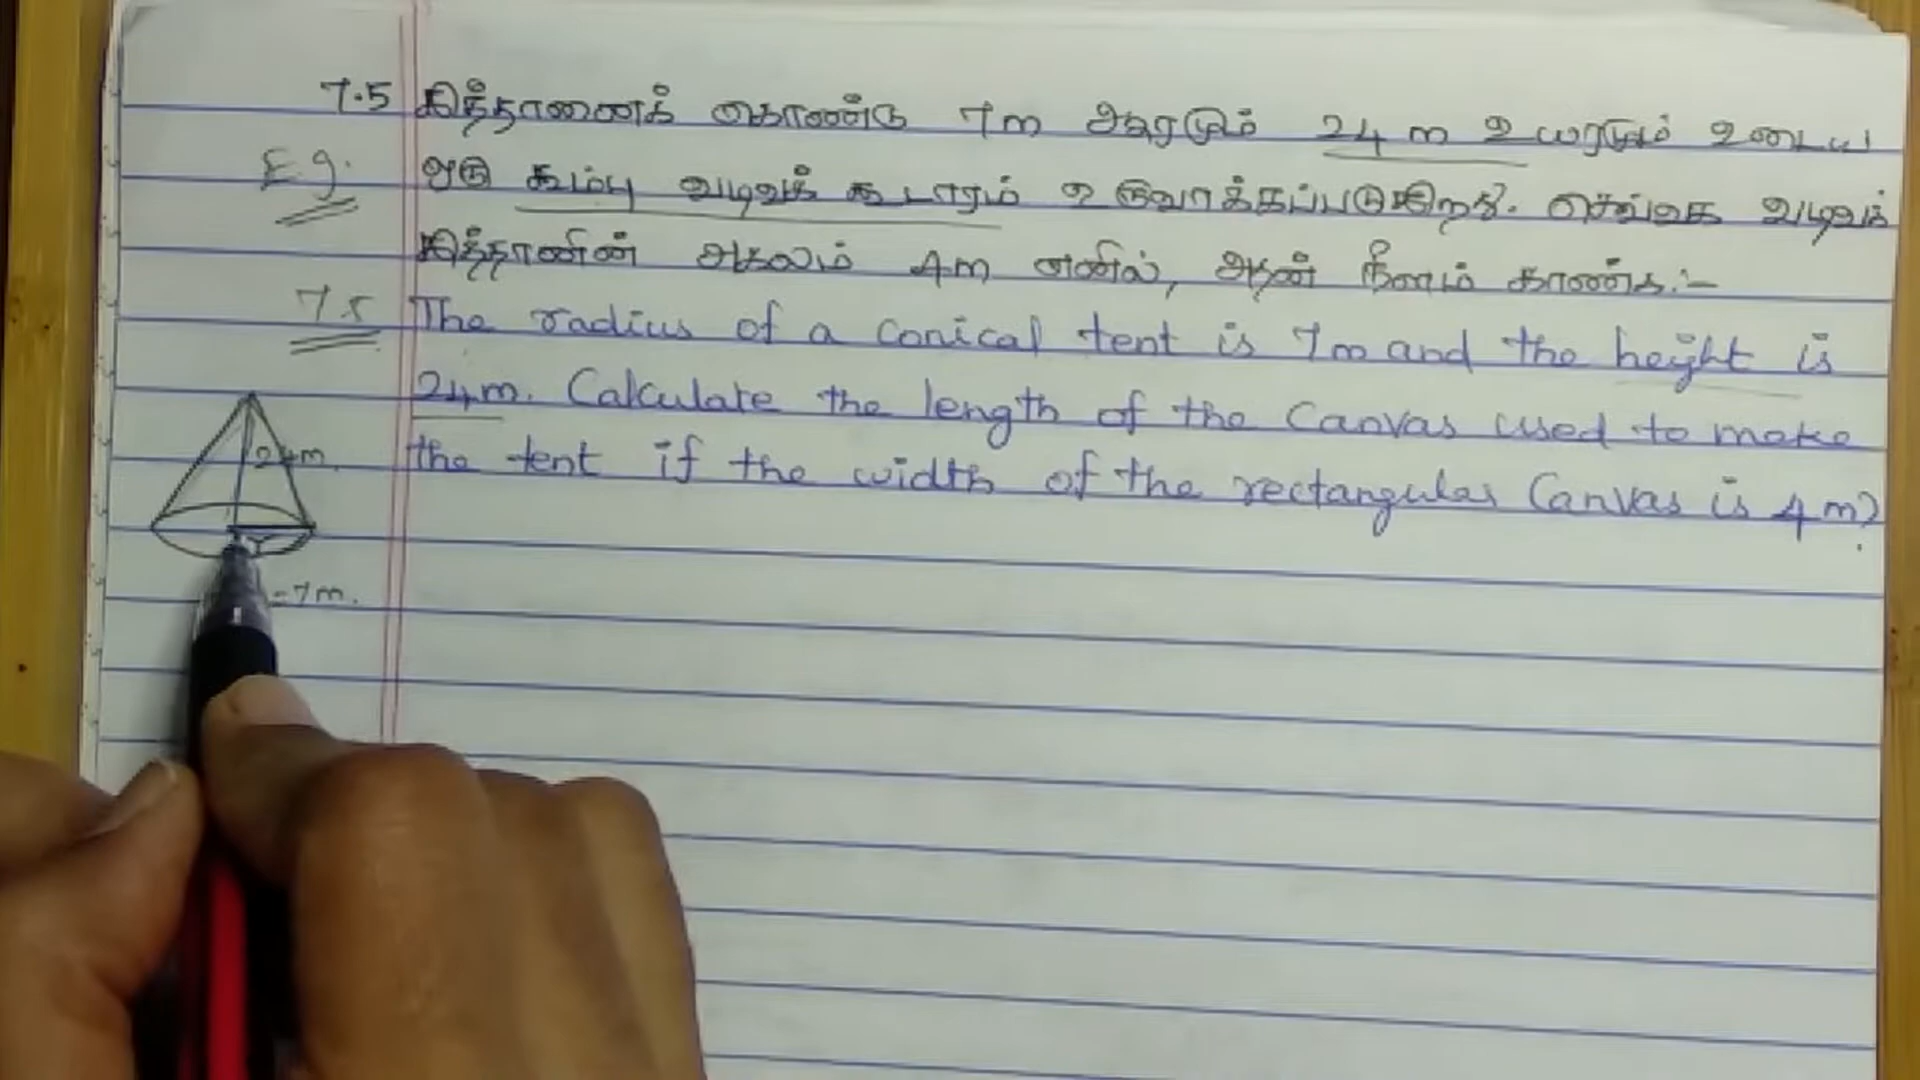 7.5 கித்தானைக் கொண்டு 7m ஆரமும் 24 m உயரமும் உடைய
Eg. ஒரு கூம்பு வடிவக் கூடாரம் உருவாக்கப்படுகிறது. செவ்வக வடிவக்
கித்தானின் அகலம் 4m எனில், அதன் நீளம் காண்க:-
7.5 The radius of a conical tent is 7m and the height is
24m. Calculate the length of the Canvas used to make
the tent if the width of the rectangular Canvas is 4m?
24m.
r
=7m.